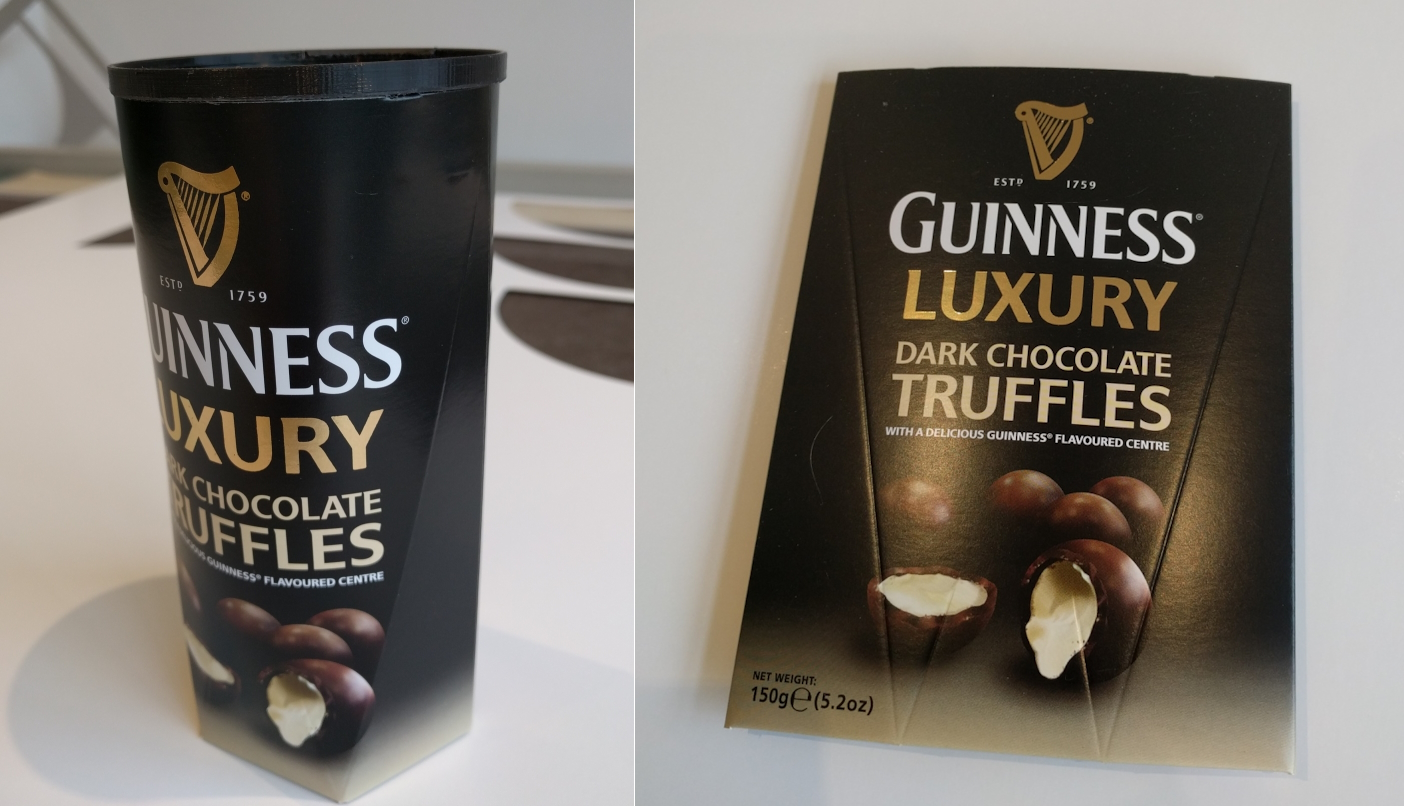 ESTD 1759
UINNESS®
UXURY
RK CHOCOLATE
RUFFLES
GUINNESS® FLAVOURED CENTRE
ESTD 1759
GUINNESS®
LUXURY
DARK CHOCOLATE
TRUFFLES
WITH A DELICIOUS GUINNESS® FLAVOURED CENTRE
NET WEIGHT:
150g℮(5.2oz)